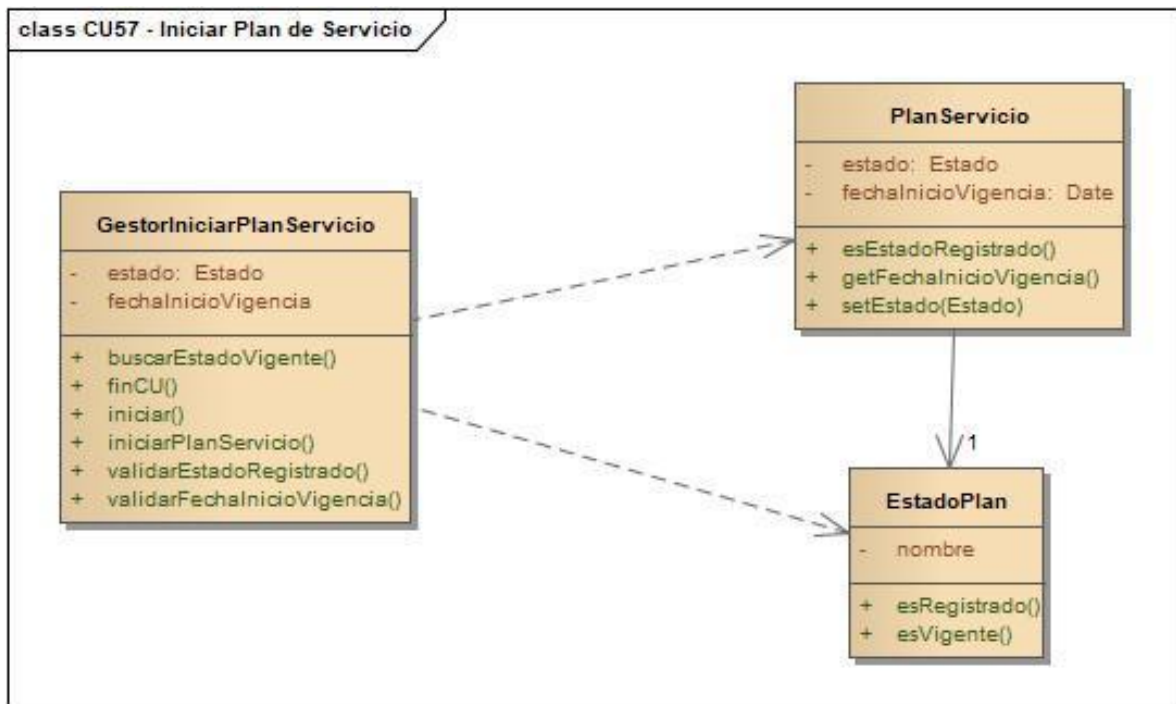 class CU57 - Iniciar Plan de Servicio
PlanServicio
- estado: Estado
- fechaInicioVigencia: Date
+ esEstadoRegistrado()
+ getFechaInicioVigencia()
+ setEstado(Estado)
GestorIniciarPlanServicio
- estado: Estado
- fechaInicioVigencia
+ buscarEstadoVigente()
+ finCU()
+ iniciar()
+ iniciarPlanServicio()
+ validarEstadoRegistrado()
+ validarFechaInicioVigencia()
1
EstadoPlan
- nombre
+ esRegistrado()
+ esVigente()